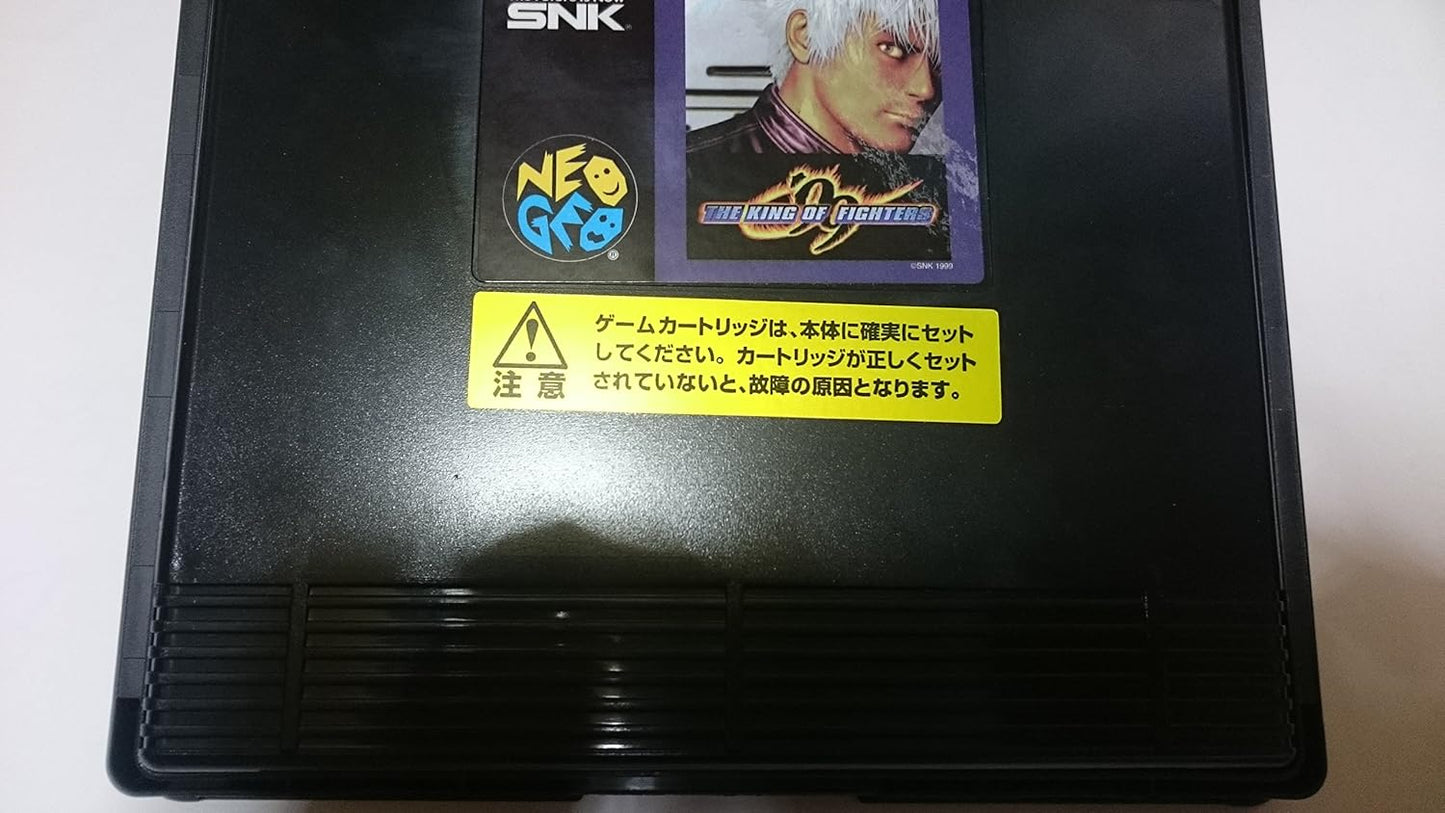 SNK
NEO
GEO
®
'99
THE KING OF FIGHTERS
©SNK 1999
注意
ゲームカートリッジは、本体に確実にセット
してください。カートリッジが正しくセット
されていないと、故障の原因となります。